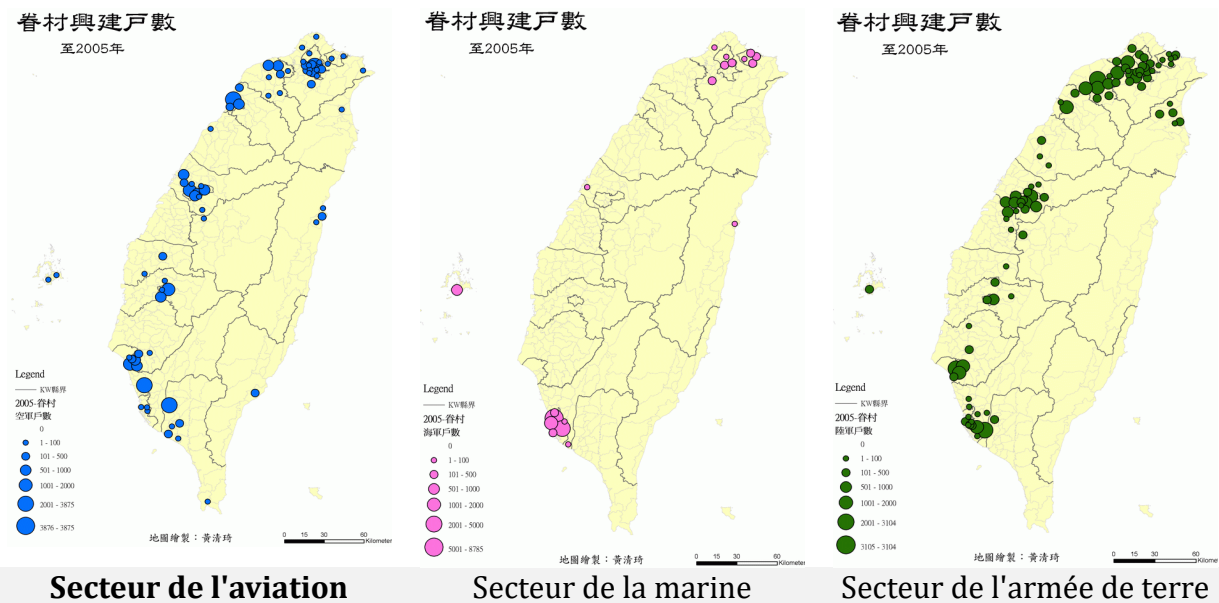 眷村興建戶數
至2005年
Legend
KW縣界
2005-眷村
空軍戶數
0
1 - 100
101 - 500
501 - 1000
1001 - 2000
2001 - 3875
3876 - 3875
地圖繪製：黃清琦
0 15 30 60
Kilometer
Secteur de l'aviation
眷村興建戶數
至2005年
Legend
KW縣界
2005-眷村
海軍戶數
0
1 - 100
101 - 500
501 - 1000
1001 - 2000
2001 - 5000
5001 - 8785
地圖繪製：黃清琦
0 15 30 60
Kilometer
Secteur de la marine
眷村興建戶數
至2005年
Legend
KW縣界
2005-眷村
陸軍戶數
0
1 - 100
101 - 500
501 - 1000
1001 - 2000
2001 - 3104
3105 - 3104
地圖繪製：黃清琦
0 15 30 60
Kilometer
Secteur de l'armée de terre